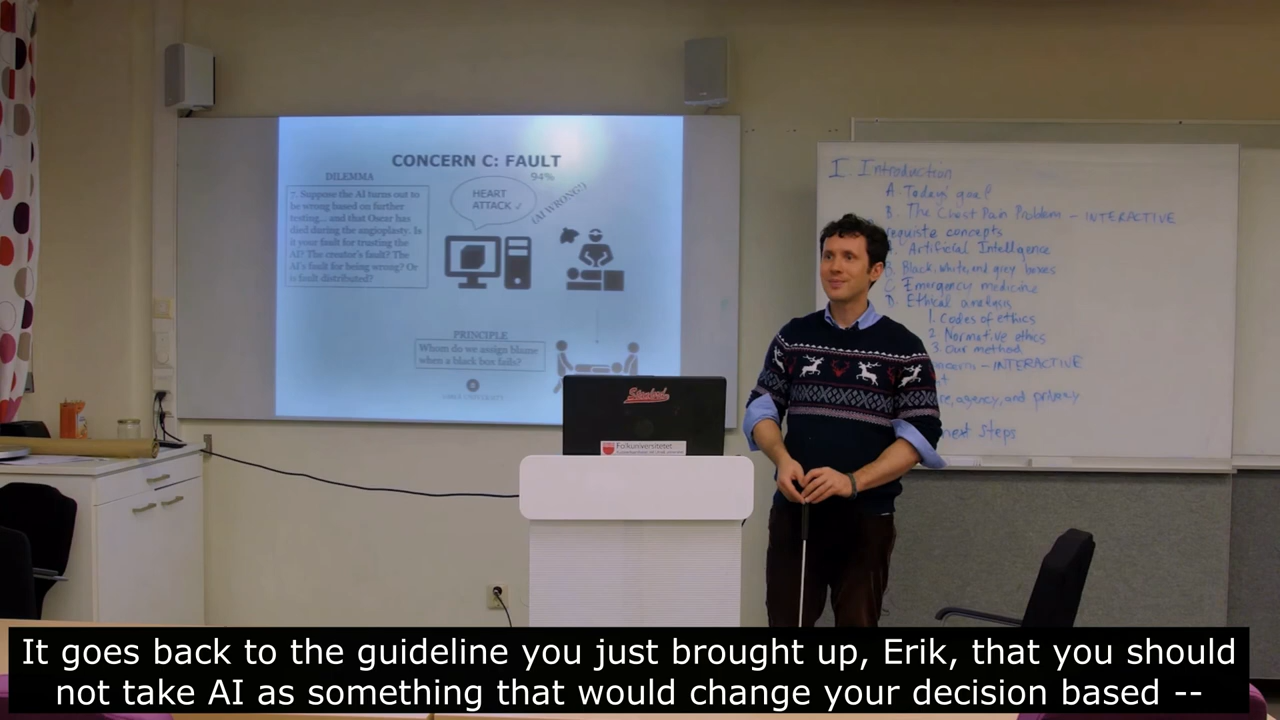 CONCERN C: FAULT
DILEMMA
7. Suppose the AI turns out to
be wrong based on further
testing... and that Oscar has
died during the angioplasty. Is
it your fault for trusting the
AI? The creator's fault? The
AI's fault for being wrong? Or
is fault distributed?
94%
HEART
ATTACK ✓
(AI WRONG?)
PRINCIPLE
Whom do we assign blame
when a black box fails?
I. Introduction
A. Today's goal
B. The Chest Pain Problem - INTERACTIVE
concepts
Artificial Intelligence
B. Black, white, and grey boxes
C. Emergency medicine
D. Ethical analysis
1. Codes of ethics
2. Normative ethics
3. Our method
- INTERACTIVE
agency, and privacy
next steps
Stanford
Folkuniversitetet
It goes back to the guideline you just brought up, Erik, that you should
not take AI as something that would change your decision based --